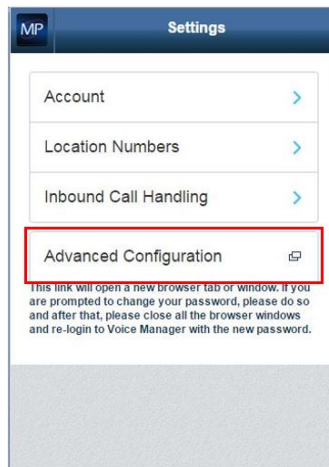 MP Settings
Account
Location Numbers
Inbound Call Handling
Advanced Configuration
This link will open a new browser tab or window. If you
are prompted to change your password, please do so
and after that, please close all the browser windows
and re-login to Voice Manager with the new password.